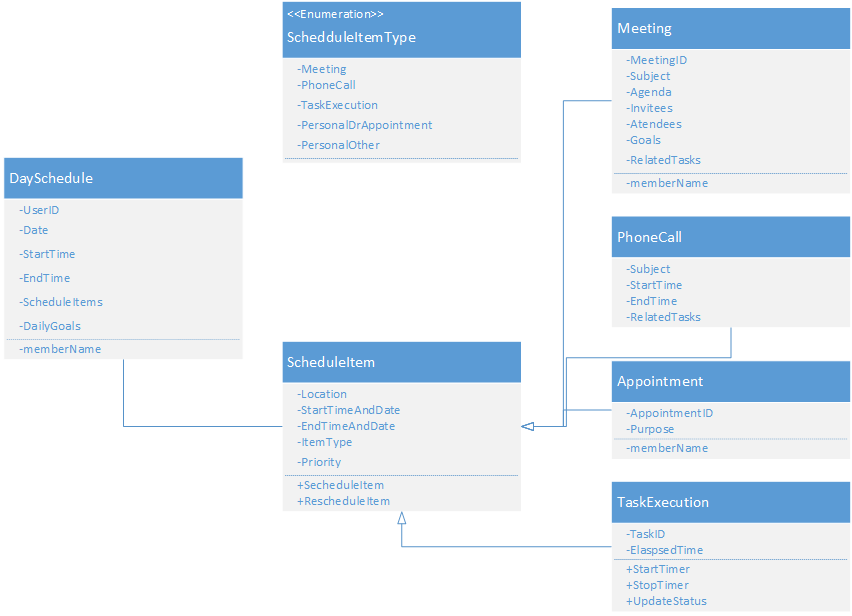 <<Enumeration>>
SchedduleItemType
-Meeting
-PhoneCall
-TaskExecution
-PersonalDrAppointment
-PersonalOther
Meeting
-MeetingID
-Subject
-Agenda
-Invitees
-Atendees
-Goals
-RelatedTasks
-memberName
DaySchedule
-UserID
-Date
-StartTime
-EndTime
-ScheduleItems
-DailyGoals
-memberName
PhoneCall
-Subject
-StartTime
-EndTime
-RelatedTasks
ScheduleItem
-Location
-StartTimeAndDate
-EndTimeAndDate
-ItemType
-Priority
+SecheduleItem
+RescheduleItem
Appointment
-AppointmentID
-Purpose
-memberName
TaskExecution
-TaskID
-ElaspsedTime
+StartTimer
+StopTimer
+UpdateStatus